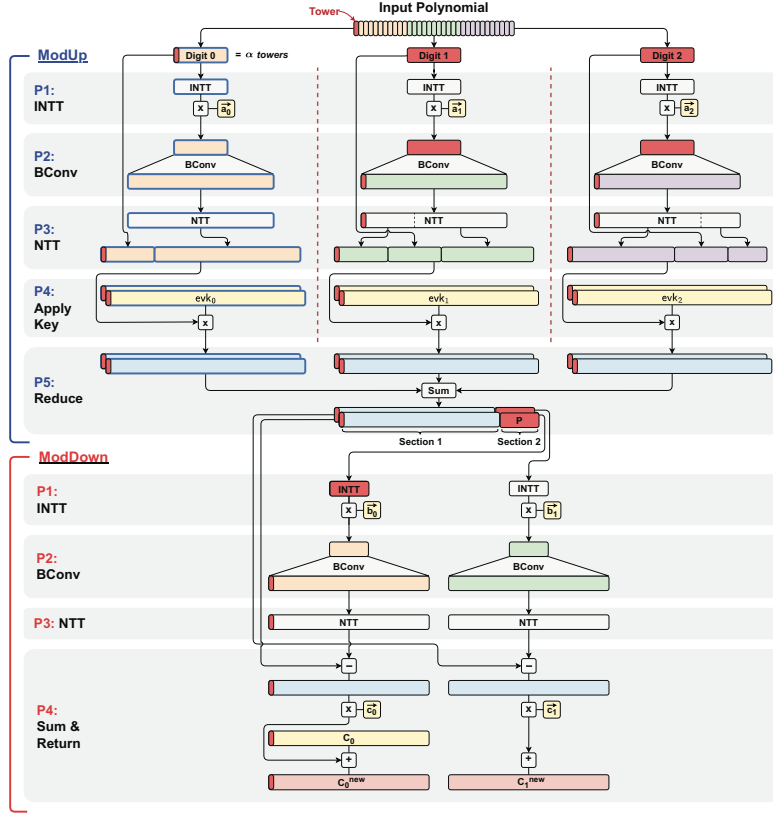 Input Polynomial
Tower
ModUp
Digit 0
= α towers
Digit 1
Digit 2
P1:
INTT
INTT
INTT
INTT
x
a₀
x
a₁
x
a₂
P2:
BConv
BConv
BConv
BConv
P3:
NTT
NTT
NTT
NTT
P4:
Apply
Key
evk₀
evk₁
evk₂
x
x
x
P5:
Reduce
Sum
P
Section 1
Section 2
ModDown
P1:
INTT
INTT
INTT
x
b₀
x
b₁
P2:
BConv
BConv
BConv
P3: NTT
NTT
NTT
−
−
P4:
Sum &
Return
x
c₀
x
c₁
C₀
+
+
C₀ⁿᵉʷ
C₁ⁿᵉʷ